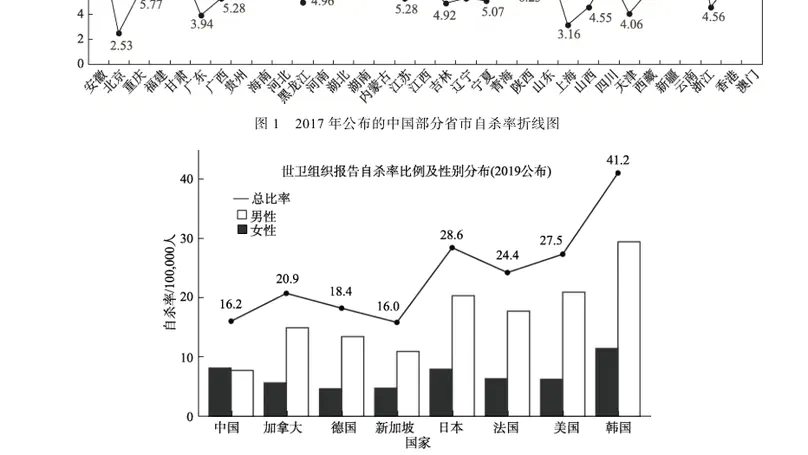 4
5.77
5.28
4.96
5.28
5.07
4.92
4.55
4.56
3.94
4.06
3.16
2.53
2
0
安徽 北京 重庆 福建 甘肃 广东 广西 贵州 海南 河北 黑龙江 河南 湖北 湖南 内蒙古 江苏 江西 吉林 辽宁 宁夏 青海 陕西 山东 上海 山西 四川 天津 西藏 新疆 云南 浙江 香港 澳门
图 1 2017 年公布的中国部分省市自杀率折线图
世卫组织报告自杀率比例及性别分布(2019公布)
总比率
男性
女性
自杀率/100,000人
40
30
20
10
0
16.2 20.9 18.4 16.0 28.6 24.4 27.5 41.2
中国 加拿大 德国 新加坡 日本 法国 美国 韩国
国家